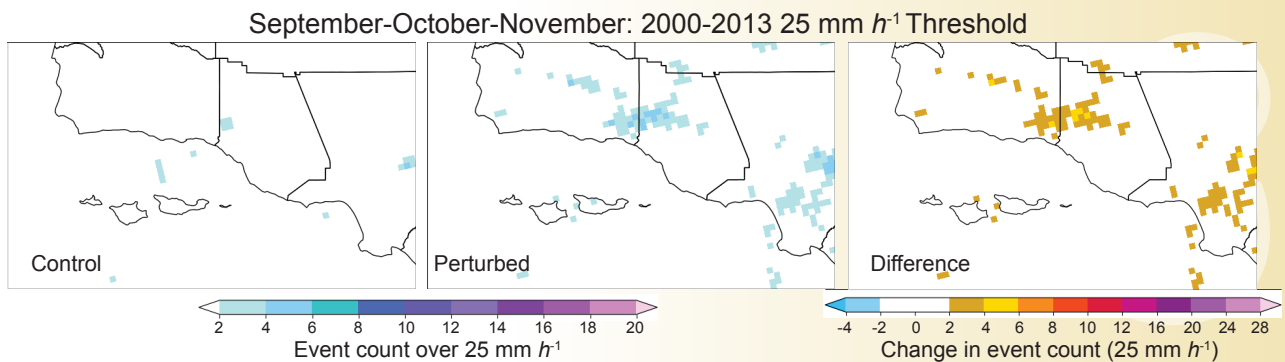 September-October-November: 2000-2013 25 mm h⁻¹ Threshold
Control
Perturbed
Difference
2 4 6 8 10 12 14 16 18 20
Event count over 25 mm h⁻¹
-4 -2 0 2 4 6 8 10 12 16 20 24 28
Change in event count (25 mm h⁻¹)